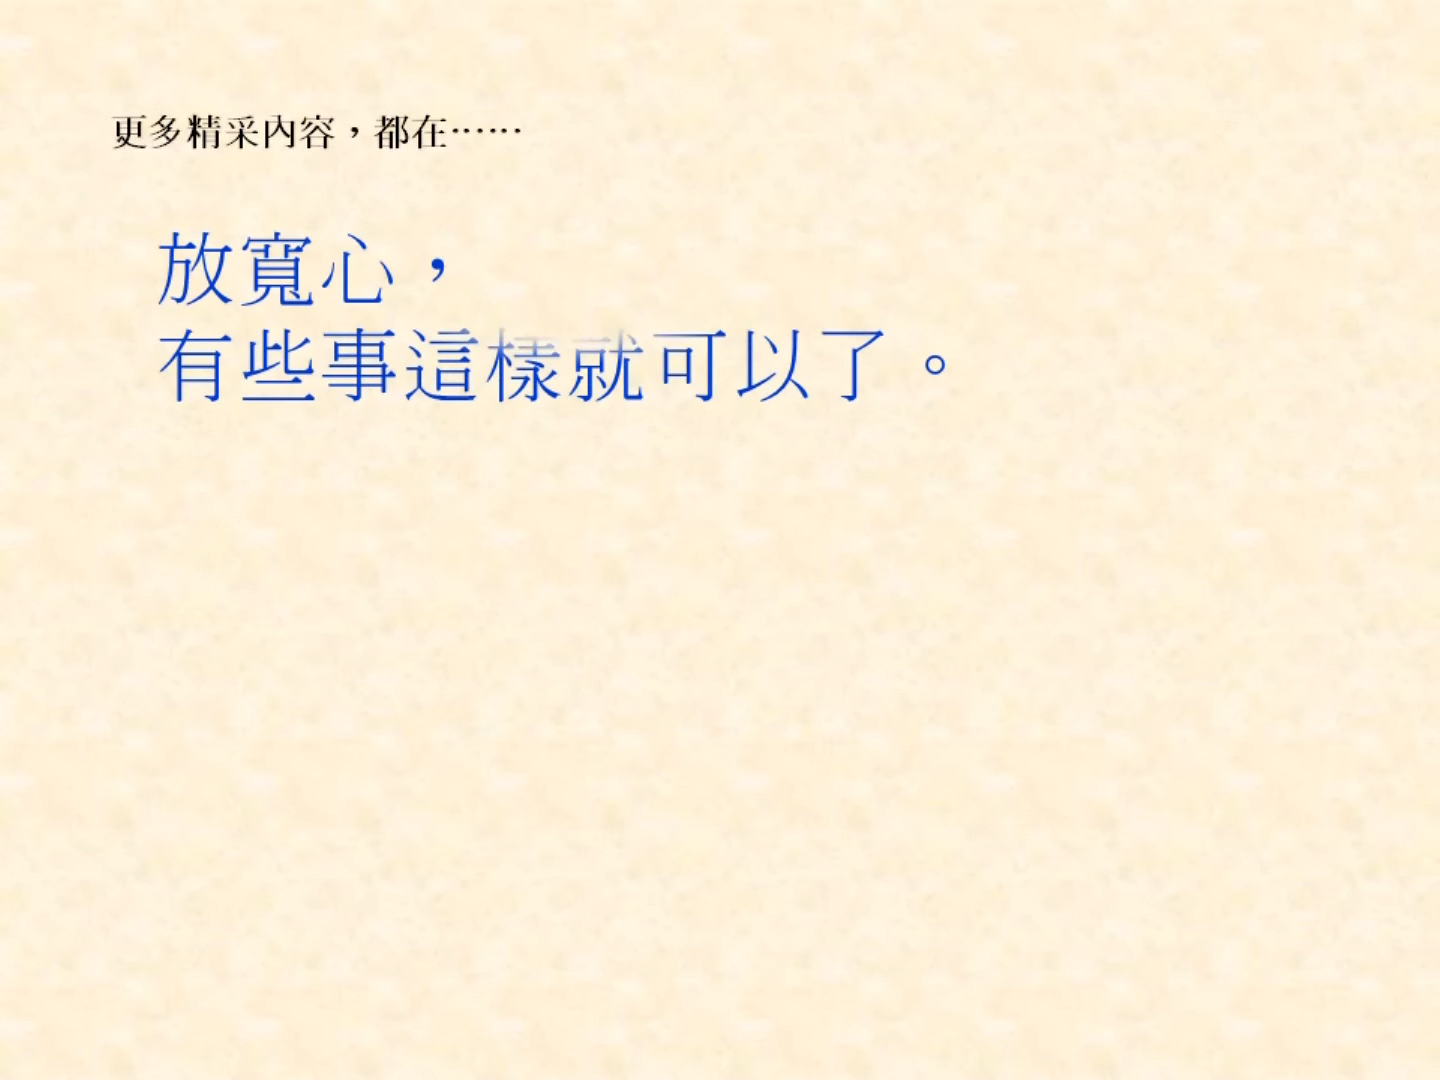 更多精采內容，都在……
放寬心，
有些事這樣就可以了。